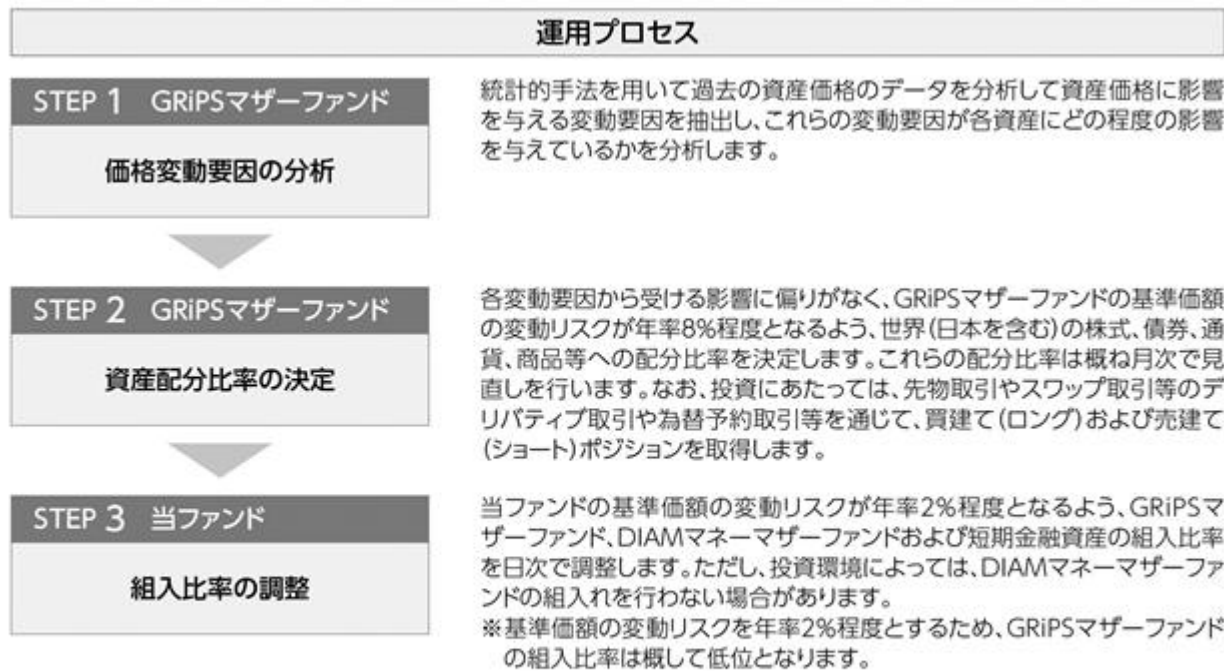 運用プロセス
STEP 1 GRiPSマザーファンド
価格変動要因の分析
統計的手法を用いて過去の資産価格のデータを分析して資産価格に影響
を与える変動要因を抽出し、これらの変動要因が各資産にどの程度の影響
を与えているかを分析します。
STEP 2 GRiPSマザーファンド
資産配分比率の決定
各変動要因から受ける影響に偏りがなく、GRiPSマザーファンドの基準価額
の変動リスクが年率8%程度となるよう、世界(日本を含む)の株式、債券、通
貨、商品等への配分比率を決定します。これらの配分比率は概ね月次で見
直しを行います。なお、投資にあたっては、先物取引やスワップ取引等のデ
リバティブ取引や為替予約取引等を通じて、買建て(ロング)および売建て
(ショート)ポジションを取得します。
STEP 3 当ファンド
組入比率の調整
当ファンドの基準価額の変動リスクが年率2%程度となるよう、GRiPSマ
ザーファンド、DIAMマネーマザーファンドおよび短期金融資産の組入比率
を日次で調整します。ただし、投資環境によっては、DIAMマネーマザーファ
ンドの組入れを行わない場合があります。
※基準価額の変動リスクを年率2%程度とするため、GRiPSマザーファンド
の組入比率は概して低位となります。